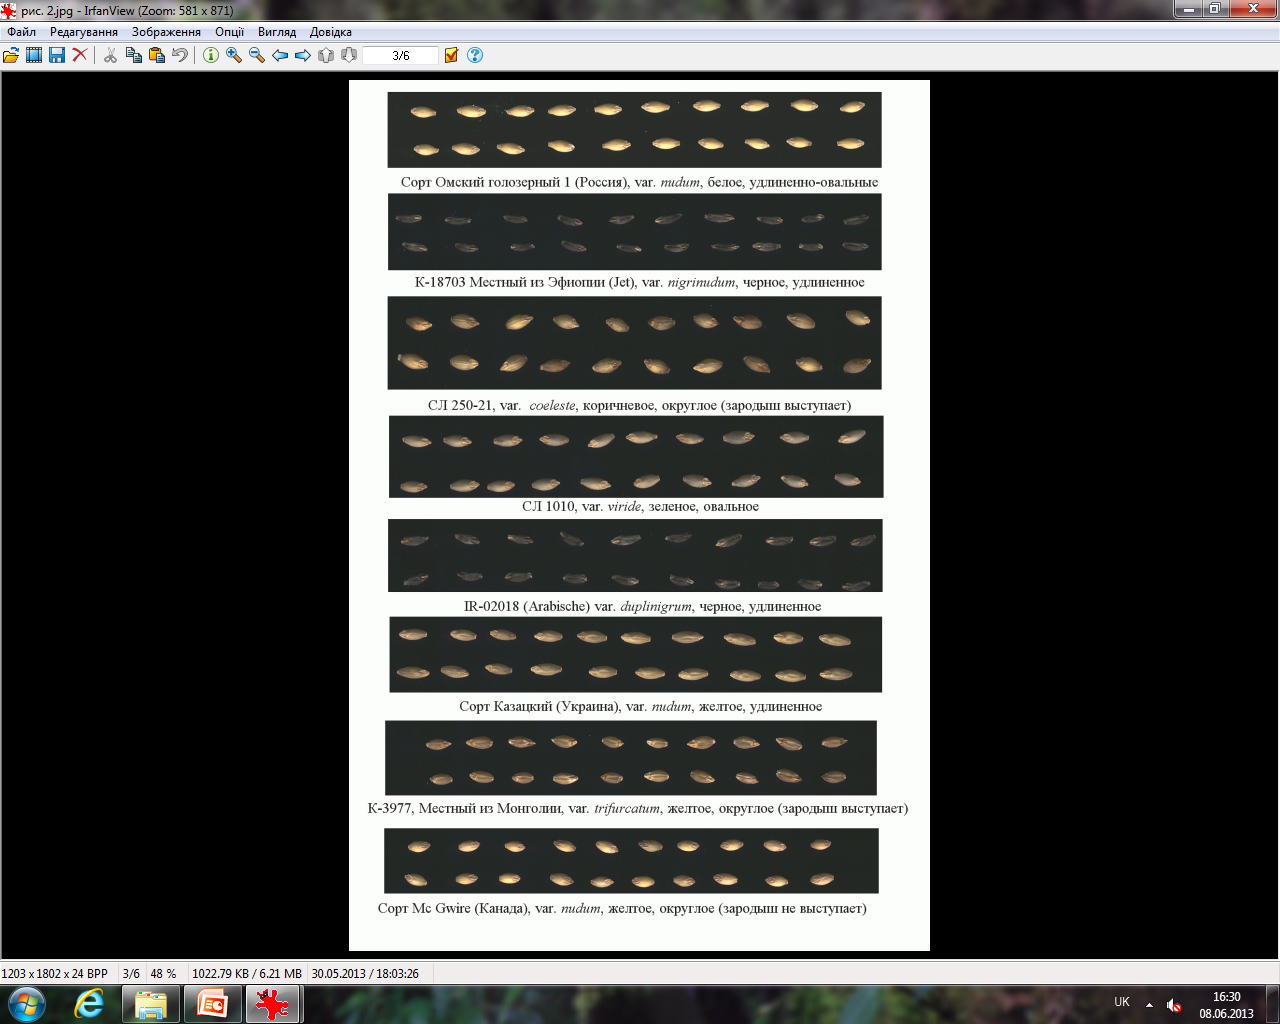 рис. 2.jpg - IrfanView (Zoom: 581 x 871)
Файл Редагування Зображення Опції Вигляд Довідка
3/6
Сорт Омский голозерный 1 (Россия), var. nudum, белое, удлиненно-овальные
К-18703 Местный из Эфиопии (Jet), var. nigrinudum, черное, удлиненное
СЛ 250-21, var. coeleste, коричневое, округлое (зародыш выступает)
СЛ 1010, var. viride, зеленое, овальное
IR-02018 (Arabische) var. duplinigrum, черное, удлиненное
Сорт Казацкий (Украина), var. nudum, желтое, удлиненное
К-3977, Местный из Монголии, var. trifurcatum, желтое, округлое (зародыш выступает)
Сорт Mc Gwire (Канада), var. nudum, желтое, округлое (зародыш не выступает)
1203 x 1802 x 24 BPP 3/6 48 % 1022.79 KB / 6.21 MB 30.05.2013 / 18:03:26
UK 16:30
08.06.2013